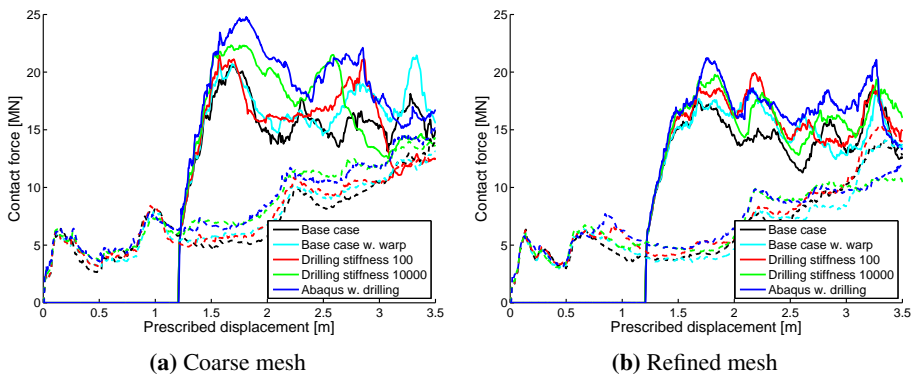 25
20
15
10
5
0
Contact force [MN]
0 0.5 1 1.5 2 2.5 3 3.5
Prescribed displacement [m]
Base case
Base case w. warp
Drilling stiffness 100
Drilling stiffness 10000
Abaqus w. drilling
(a) Coarse mesh
25
20
15
10
5
0
Contact force [MN]
0 0.5 1 1.5 2 2.5 3 3.5
Prescribed displacement [m]
Base case
Base case w. warp
Drilling stiffness 100
Drilling stiffness 10000
Abaqus w. drilling
(b) Refined mesh